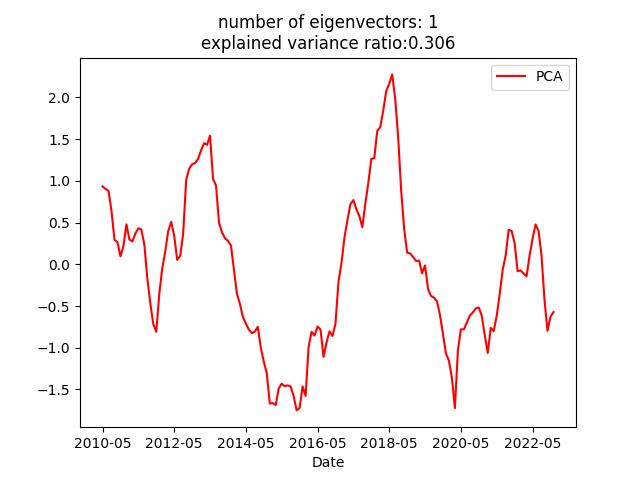 number of eigenvectors: 1
explained variance ratio:0.306
PCA
2.0
1.5
1.0
0.5
0.0
−0.5
−1.0
−1.5
2010-05 2012-05 2014-05 2016-05 2018-05 2020-05 2022-05
Date